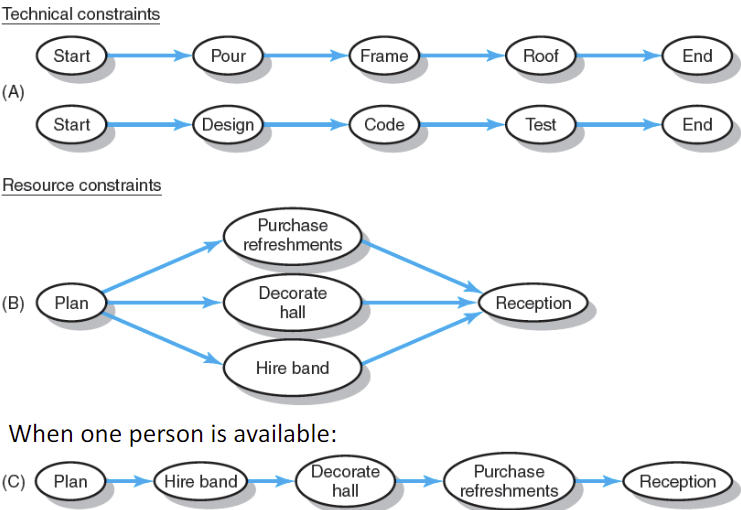 Technical constraints
Start Pour Frame Roof End
(A)
Start Design Code Test End
Resource constraints
Purchase
refreshments
(B) Plan Decorate
hall Reception
Hire band
When one person is available:
(C) Plan Hire band Decorate
hall Purchase
refreshments Reception